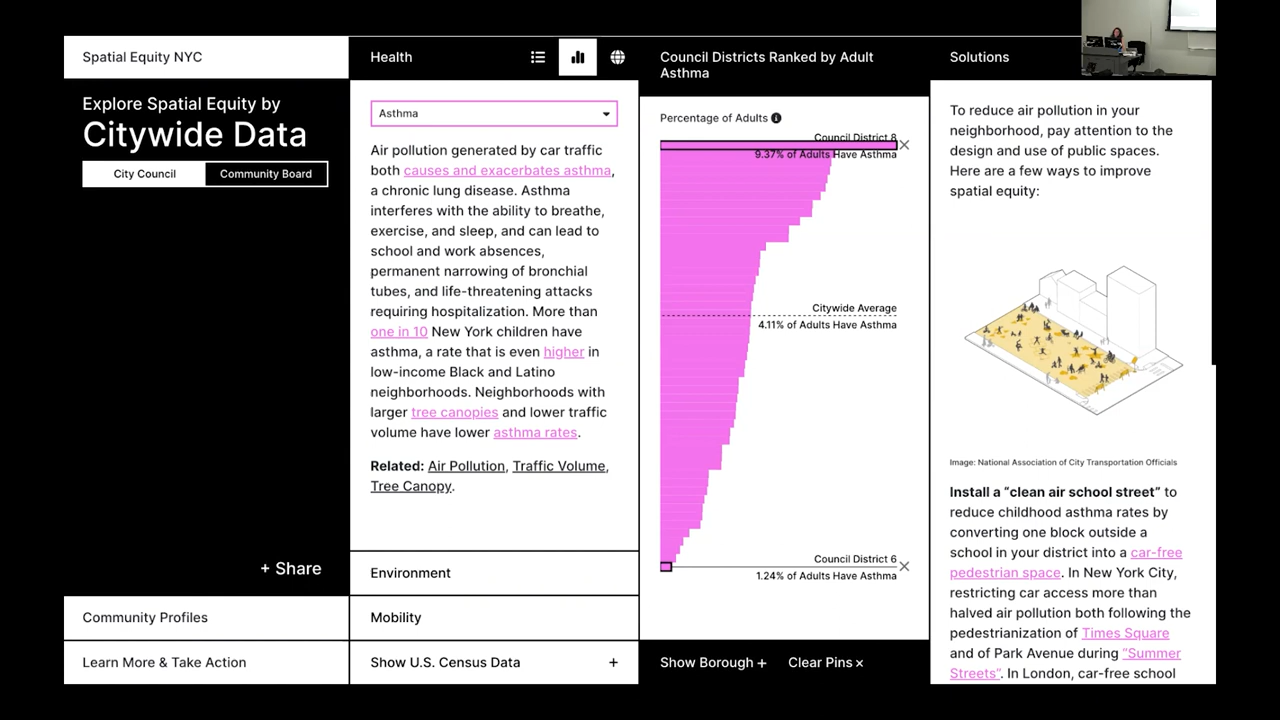 Spatial Equity NYC
Explore Spatial Equity by
Citywide Data
City Council
Community Board
+ Share
Community Profiles
Learn More & Take Action
Health
Asthma
Air pollution generated by car traffic
both causes and exacerbates asthma,
a chronic lung disease. Asthma
interferes with the ability to breathe,
exercise, and sleep, and can lead to
school and work absences,
permanent narrowing of bronchial
tubes, and life-threatening attacks
requiring hospitalization. More than
one in 10 New York children have
asthma, a rate that is even higher in
low-income Black and Latino
neighborhoods. Neighborhoods with
larger tree canopies and lower traffic
volume have lower asthma rates.
Related: Air Pollution, Traffic Volume,
Tree Canopy.
Environment
Mobility
Show U.S. Census Data +
Council Districts Ranked by Adult
Asthma
Percentage of Adults
Council District 8
9.37% of Adults Have Asthma
Citywide Average
4.11% of Adults Have Asthma
Council District 6
1.24% of Adults Have Asthma
Show Borough + Clear Pins ×
Solutions
To reduce air pollution in your
neighborhood, pay attention to the
design and use of public spaces.
Here are a few ways to improve
spatial equity:
Image: National Association of City Transportation Officials
Install a “clean air school street” to
reduce childhood asthma rates by
converting one block outside a
school in your district into a car-free
pedestrian space. In New York City,
restricting car access more than
halved air pollution both following the
pedestrianization of Times Square
and of Park Avenue during “Summer
Streets”. In London, car-free school